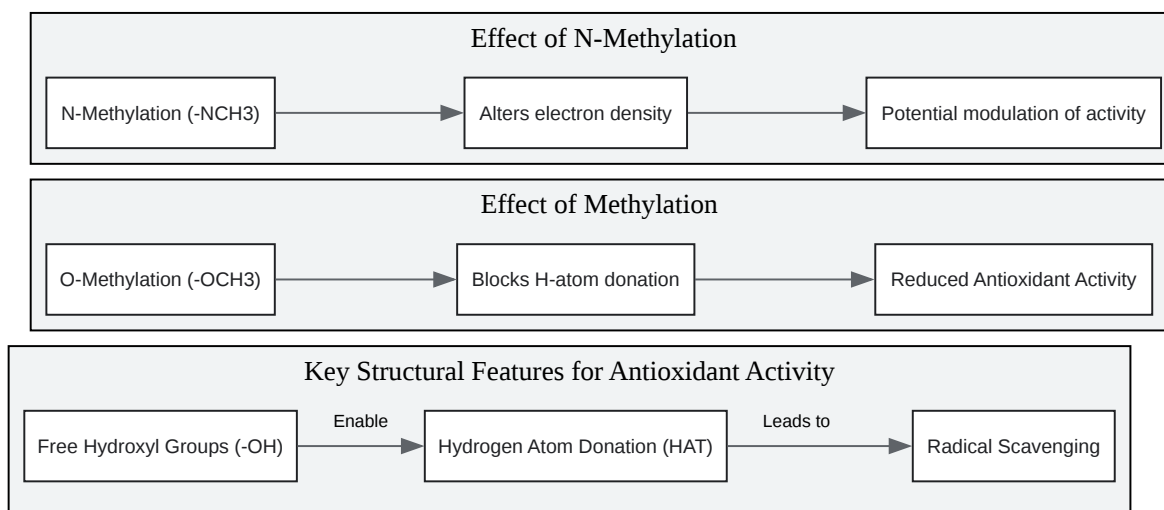 Effect of N-Methylation
N-Methylation (-NCH3)
Alters electron density
Potential modulation of activity
Effect of Methylation
O-Methylation (-OCH3)
Blocks H-atom donation
Reduced Antioxidant Activity
Key Structural Features for Antioxidant Activity
Free Hydroxyl Groups (-OH)
Enable
Hydrogen Atom Donation (HAT)
Leads to
Radical Scavenging